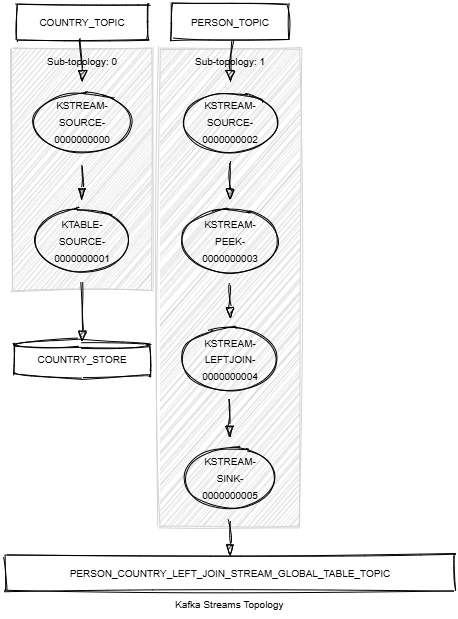 COUNTRY_TOPIC
PERSON_TOPIC
Sub-topology: 0
Sub-topology: 1
KSTREAM-
SOURCE-
0000000000
KSTREAM-
SOURCE-
0000000002
KTABLE-
SOURCE-
0000000001
KSTREAM-
PEEK-
0000000003
COUNTRY_STORE
KSTREAM-
LEFTJOIN-
0000000004
KSTREAM-
SINK-
0000000005
PERSON_COUNTRY_LEFT_JOIN_STREAM_GLOBAL_TABLE_TOPIC
Kafka Streams Topology